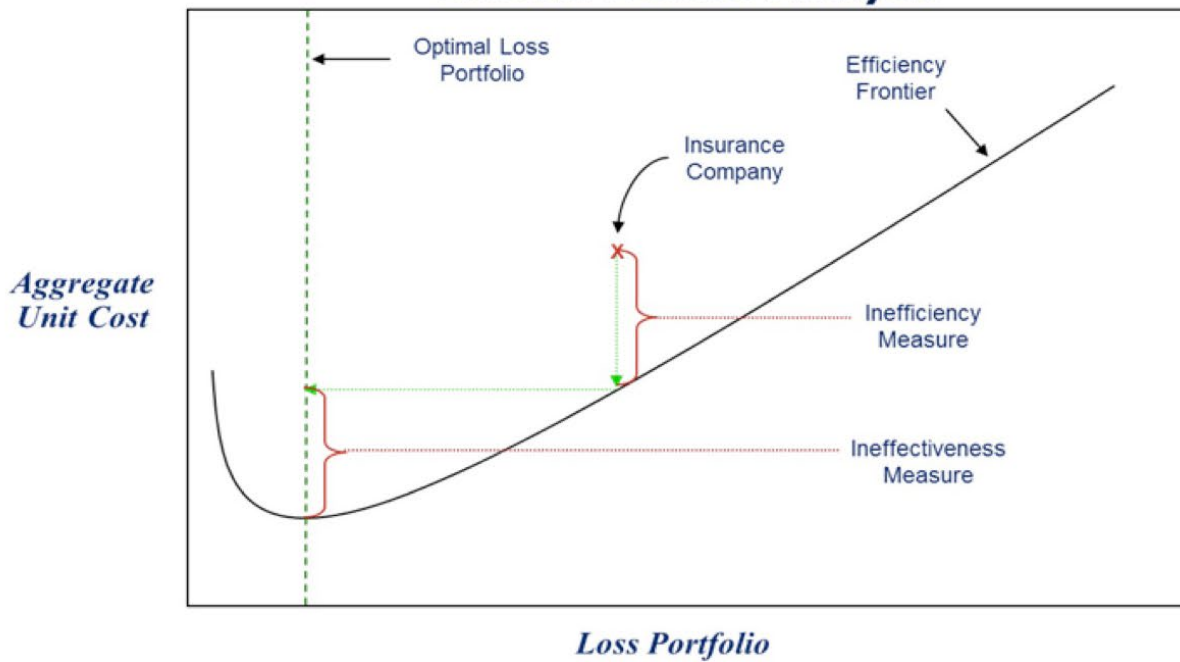 Optimal Loss
Portfolio
Efficiency
Frontier
Insurance
Company
X
Aggregate
Unit Cost
Inefficiency
Measure
Ineffectiveness
Measure
Loss Portfolio